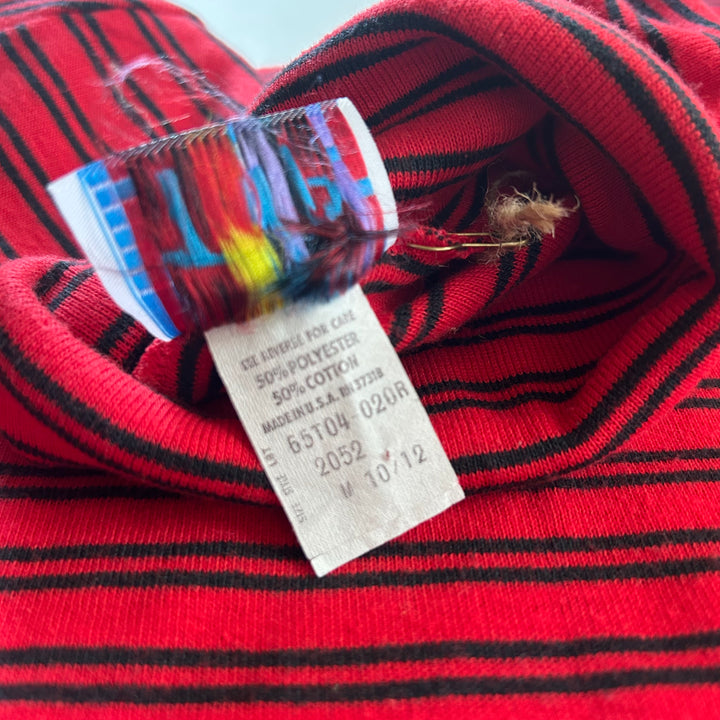 SEE REVERSE FOR CARE
50% POLYESTER
50% COTTON
MADE IN U.S.A. RN 37318
65T04-020R
2052
M 10/12
SIZE STYLE LOT